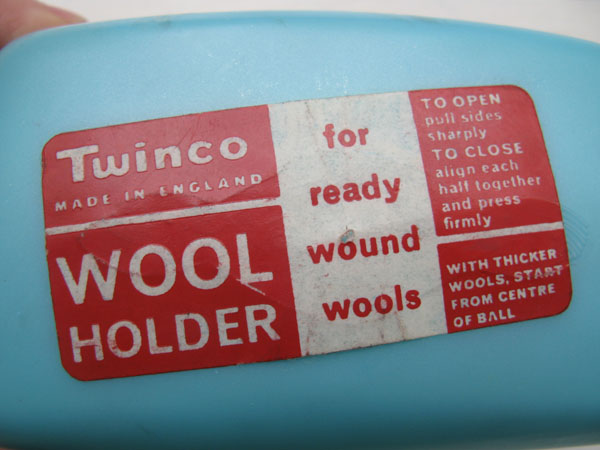 Twinco
MADE IN ENGLAND
WOOL
HOLDER
for
ready
wound
wools
TO OPEN
pull sides
sharply
TO CLOSE
align each
half together
and press
firmly
WITH THICKER
WOOLS, START
FROM CENTRE
OF BALL